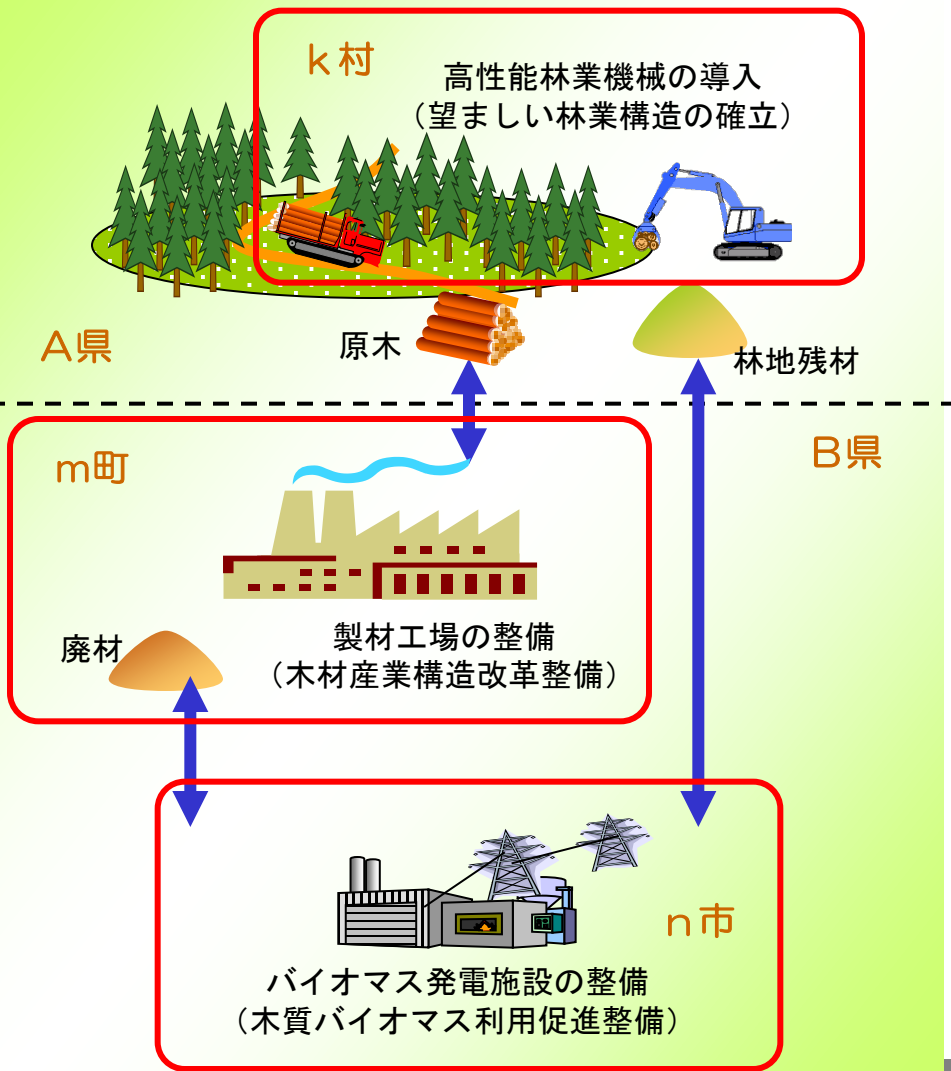 k村
高性能林業機械の導入
(望ましい林業構造の確立)
A県
原木
林地残材
m町
B県
廃材
製材工場の整備
(木材産業構造改革整備)
n市
バイオマス発電施設の整備
(木質バイオマス利用促進整備)